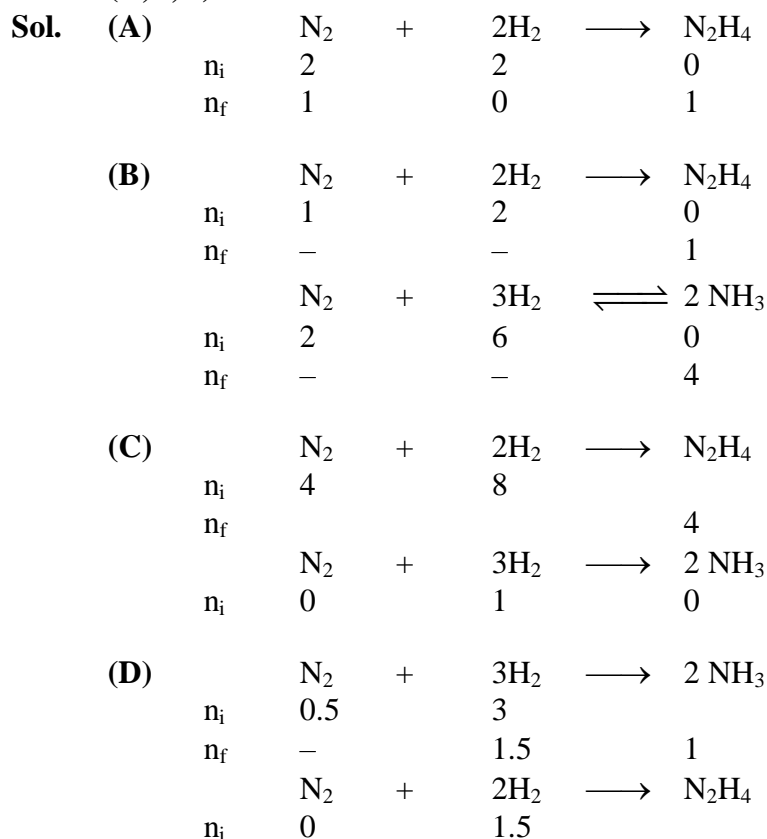 Sol. (A) N₂ + 2H₂ ⟶ N₂H₄
nᵢ 2 2 0
n_f 1 0 1
(B) N₂ + 2H₂ ⟶ N₂H₄
nᵢ 1 2 0
n_f – – 1
N₂ + 3H₂ ⇌ 2 NH₃
nᵢ 2 6 0
n_f – – 4
(C) N₂ + 2H₂ ⟶ N₂H₄
nᵢ 4 8
n_f 4
N₂ + 3H₂ ⟶ 2 NH₃
nᵢ 0 1 0
(D) N₂ + 3H₂ ⟶ 2 NH₃
nᵢ 0.5 3
n_f – 1.5 1
N₂ + 2H₂ ⟶ N₂H₄
nᵢ 0 1.5